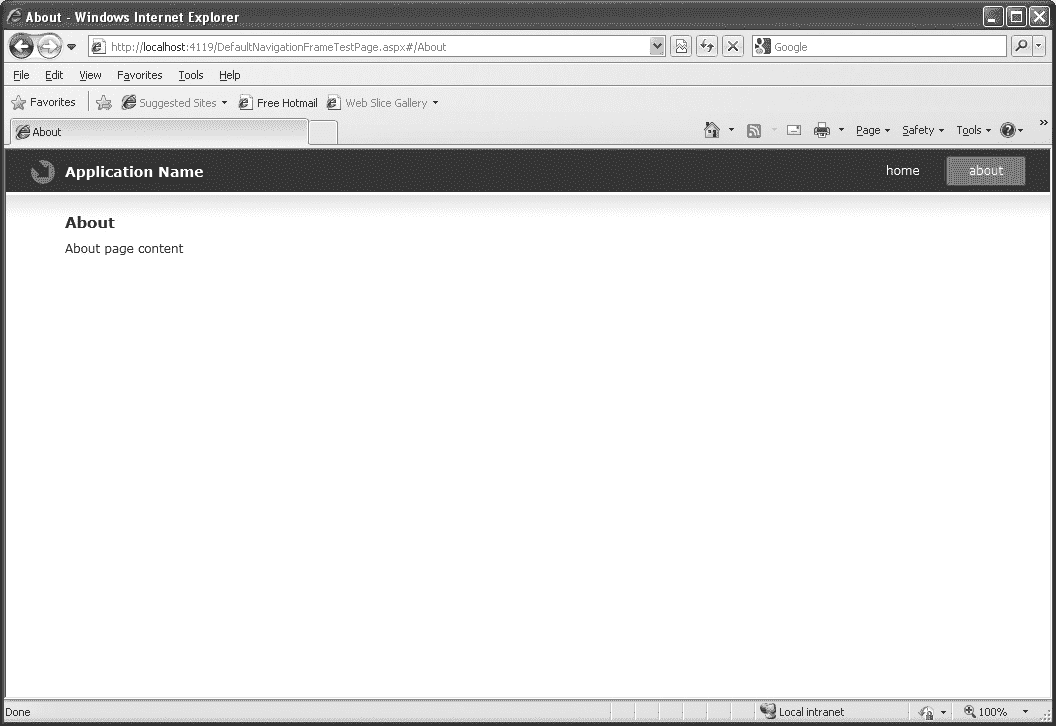 About - Windows Internet Explorer
http://localhost:4119/DefaultNavigationFrameTestPage.aspx#/About
Google
File Edit View Favorites Tools Help
Favorites Suggested Sites Free Hotmail Web Slice Gallery
About Page Safety Tools »
Application Name home about
About
About page content
Done Local intranet 100%